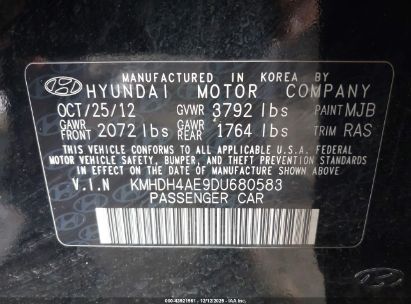 MANUFACTURED IN KOREA BY
HYUNDAI MOTOR COMPANY
OCT/25/12 GVWR 3792 lbs PAINT MJB
GAWR FRONT 2072 lbs GAWR REAR 1764 lbs TRIM RAS
THIS VEHICLE CONFORMS TO ALL APPLICABLE U.S.A. FEDERAL
MOTOR VEHICLE SAFETY, BUMPER, AND THEFT PREVENTION STANDARDS
IN EFFECT ON THE DATE OF MANUFACTURE SHOWN ABOVE.
V.I.N KMHDH4AE9DU680583
PASSENGER CAR